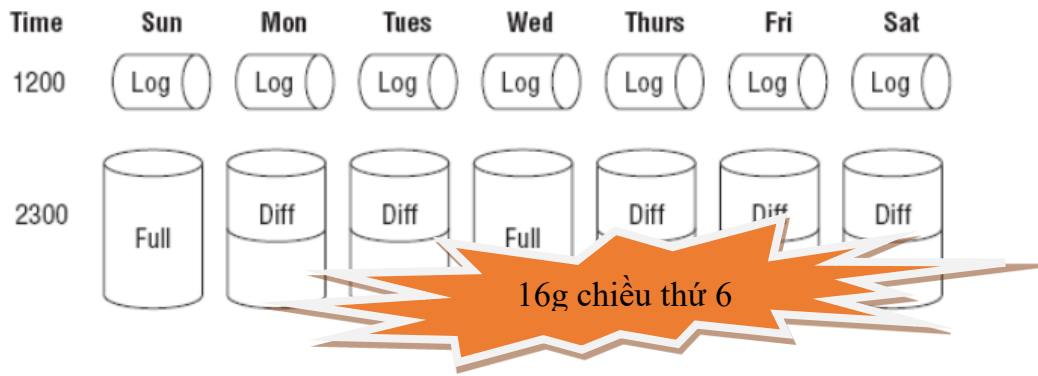 Time Sun Mon Tues Wed Thurs Fri Sat
1200 Log Log Log Log Log Log Log
2300 Full Diff Diff Full Diff Diff Diff
16g chiều thứ 6